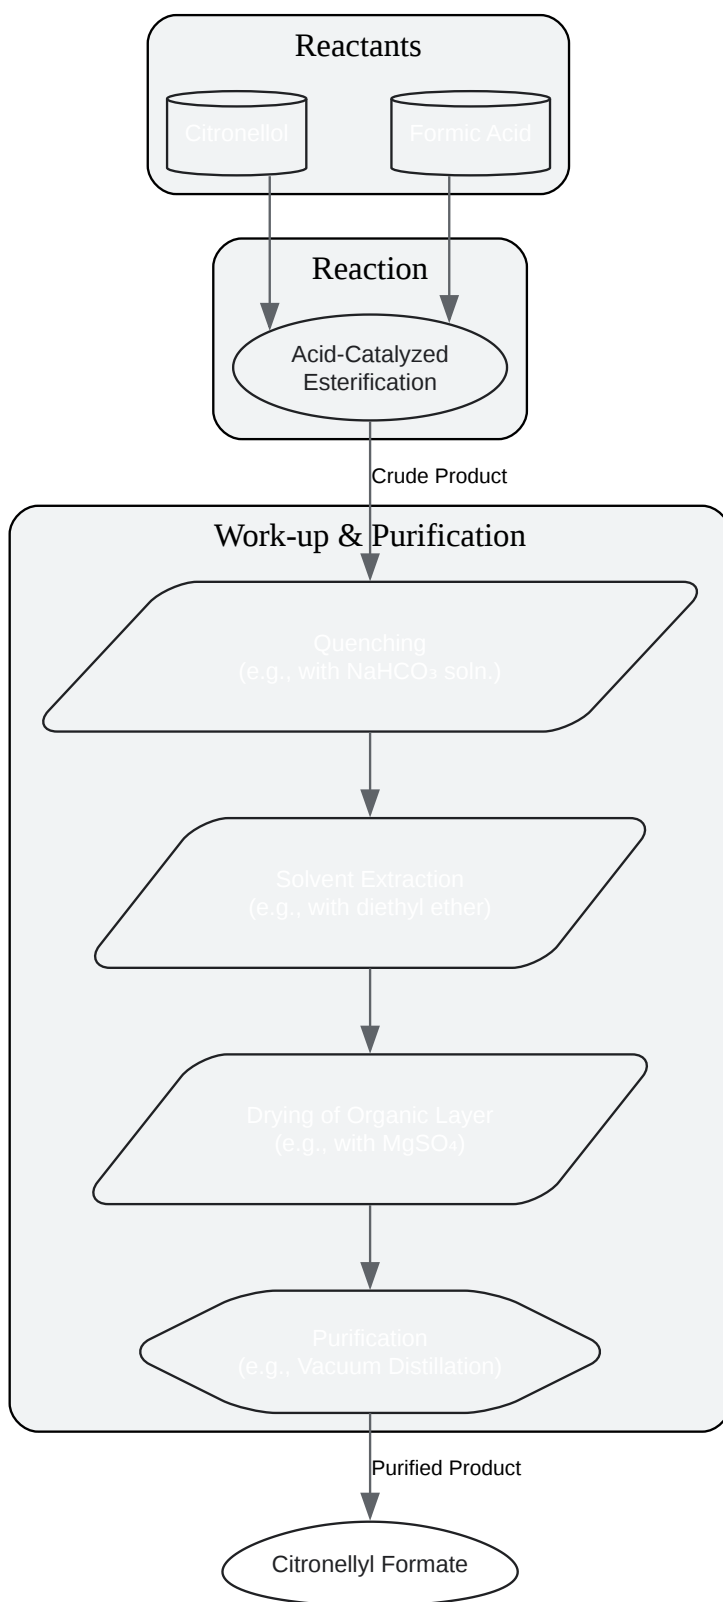 Reactants
Citronellol
Formic Acid
Reaction
Acid-Catalyzed
Esterification
Crude Product
Work-up & Purification
Quenching
(e.g., with NaHCO₃ soln.)
Solvent Extraction
(e.g., with diethyl ether)
Drying of Organic Layer
(e.g., with MgSO₄)
Purification
(e.g., Vacuum Distillation)
Purified Product
Citronellyl Formate